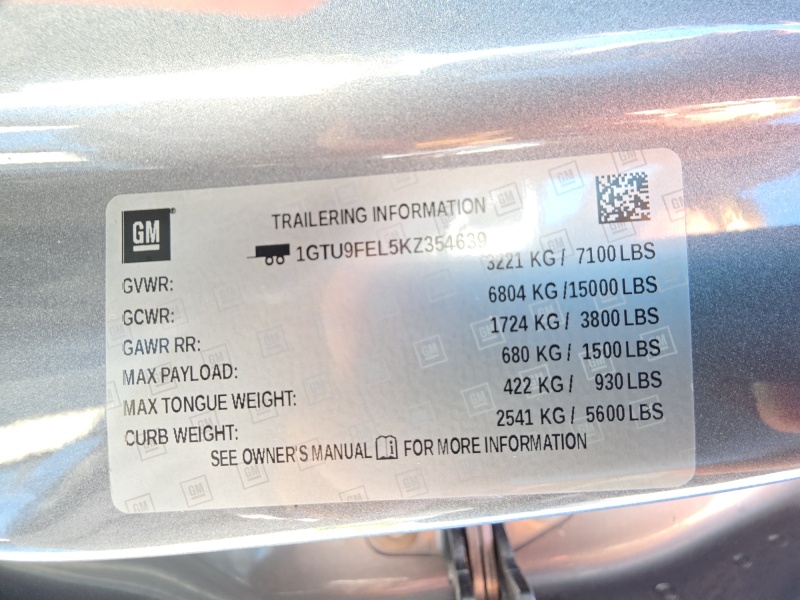 GM
TRAILERING INFORMATION
1GTU9FEL5KZ354639
GVWR: 3221 KG / 7100 LBS
GCWR: 6804 KG /15000 LBS
GAWR RR: 1724 KG / 3800 LBS
MAX PAYLOAD: 680 KG / 1500 LBS
MAX TONGUE WEIGHT: 422 KG / 930 LBS
CURB WEIGHT: 2541 KG / 5600 LBS
SEE OWNER'S MANUAL FOR MORE INFORMATION